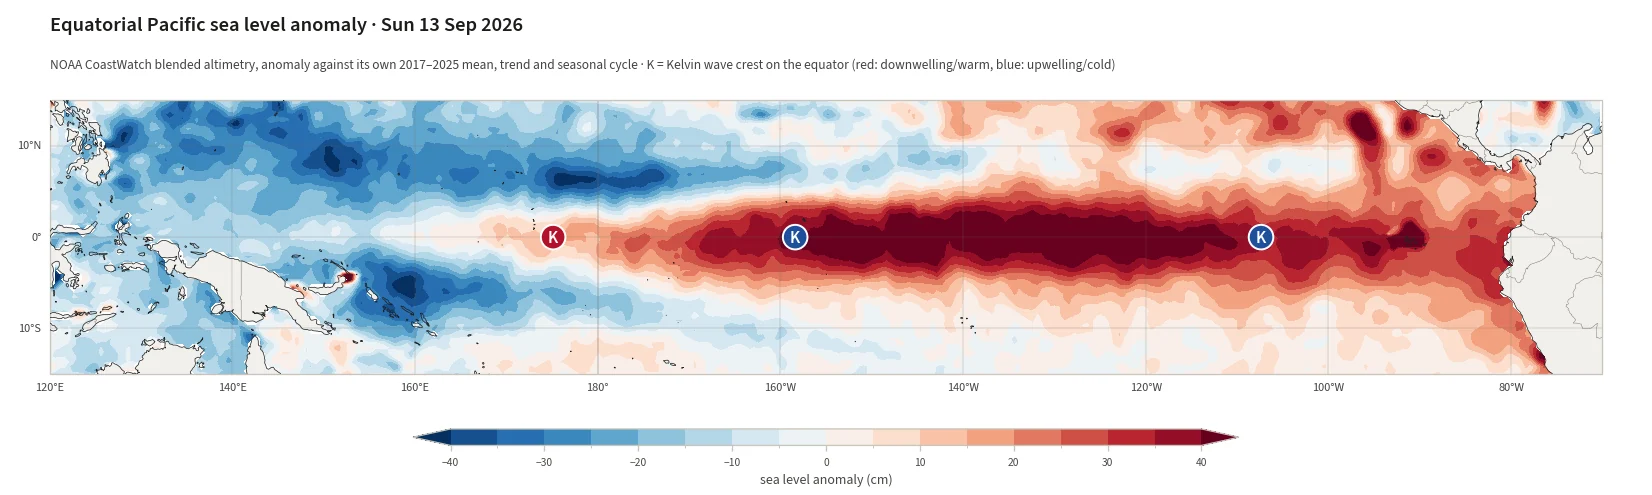 Equatorial Pacific sea level anomaly · Sun 13 Sep 2026
NOAA CoastWatch blended altimetry, anomaly against its own 2017–2025 mean, trend and seasonal cycle · K = Kelvin wave crest on the equator (red: downwelling/warm, blue: upwelling/cold)
10°N
0°
K K K
10°S
120°E 140°E 160°E 180° 160°W 140°W 120°W 100°W 80°W
−40 −30 −20 −10 0 10 20 30 40
sea level anomaly (cm)